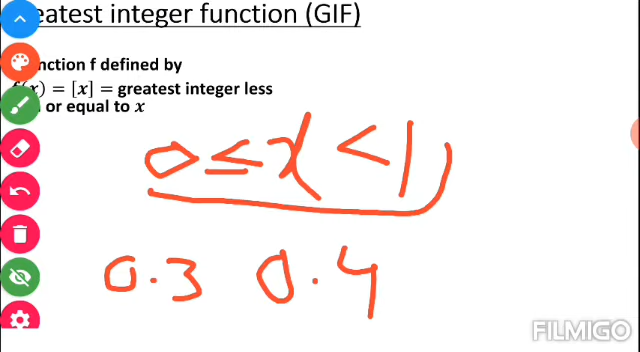 eatest integer function (GIF)
nction f defined by
f(x) = [x] = greatest integer less
or equal to x
0 ≤ x < 1
0.3 0.4
FILMIGO